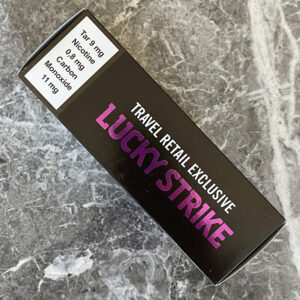 Tar 9 mg
Nicotine
0.8 mg
Carbon
Monoxide
11 mg
TRAVEL RETAIL EXCLUSIVE
LUCKY STRIKE